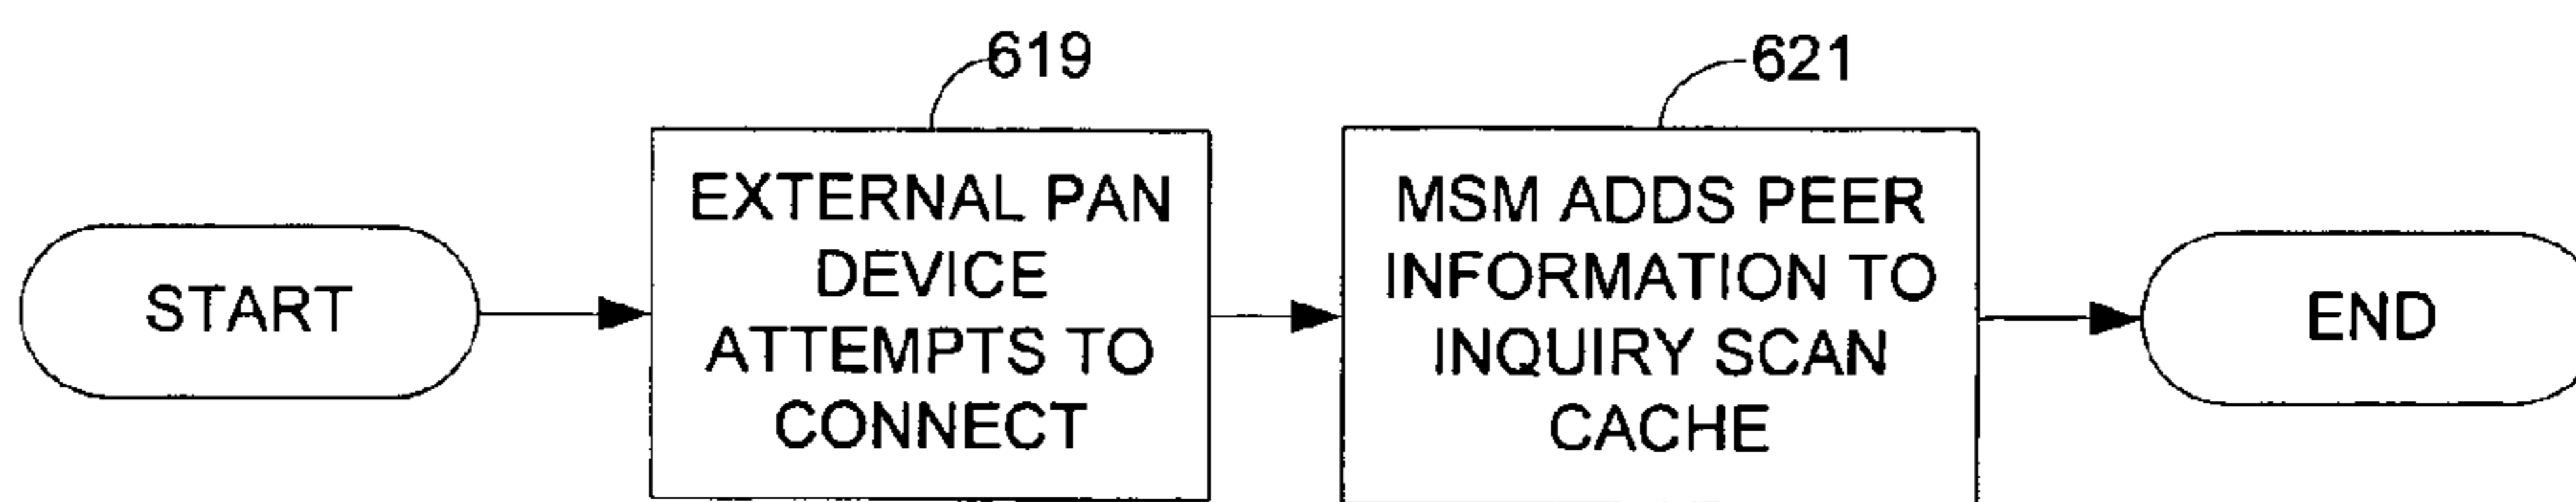 619
621
START
EXTERNAL PAN
DEVICE
ATTEMPTS TO
CONNECT
MSM ADDS PEER
INFORMATION TO
INQUIRY SCAN
CACHE
END